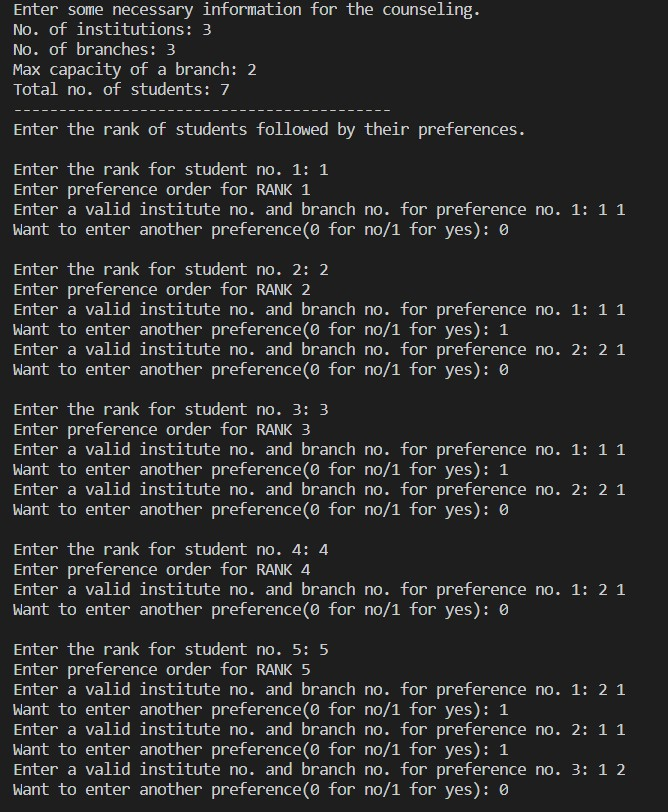 Enter some necessary information for the counseling.
No. of institutions: 3
No. of branches: 3
Max capacity of a branch: 2
Total no. of students: 7
------------------------------------------
Enter the rank of students followed by their preferences.
Enter the rank for student no. 1: 1
Enter preference order for RANK 1
Enter a valid institute no. and branch no. for preference no. 1: 1 1
Want to enter another preference(0 for no/1 for yes): 0
Enter the rank for student no. 2: 2
Enter preference order for RANK 2
Enter a valid institute no. and branch no. for preference no. 1: 1 1
Want to enter another preference(0 for no/1 for yes): 1
Enter a valid institute no. and branch no. for preference no. 2: 2 1
Want to enter another preference(0 for no/1 for yes): 0
Enter the rank for student no. 3: 3
Enter preference order for RANK 3
Enter a valid institute no. and branch no. for preference no. 1: 1 1
Want to enter another preference(0 for no/1 for yes): 1
Enter a valid institute no. and branch no. for preference no. 2: 2 1
Want to enter another preference(0 for no/1 for yes): 0
Enter the rank for student no. 4: 4
Enter preference order for RANK 4
Enter a valid institute no. and branch no. for preference no. 1: 2 1
Want to enter another preference(0 for no/1 for yes): 0
Enter the rank for student no. 5: 5
Enter preference order for RANK 5
Enter a valid institute no. and branch no. for preference no. 1: 2 1
Want to enter another preference(0 for no/1 for yes): 1
Enter a valid institute no. and branch no. for preference no. 2: 1 1
Want to enter another preference(0 for no/1 for yes): 1
Enter a valid institute no. and branch no. for preference no. 3: 1 2
Want to enter another preference(0 for no/1 for yes): 0